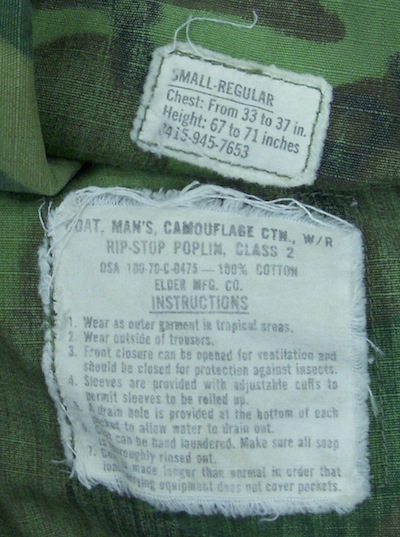 SMALL-REGULAR
Chest: From 33 to 37 in.
Height: 67 to 71 inches
8415-945-7653
COAT, MAN'S, CAMOUFLAGE CTN., W/R
RIP-STOP POPLIN, CLASS 2
DSA 100-70-C-0475 — 100% COTTON
ELDER MFG. CO.
INSTRUCTIONS
1. Wear as outer garment in tropical areas.
2. Wear outside of trousers.
3. Front closure can be opened for ventilation and
should be closed for protection against insects.
4. Sleeves are provided with adjustable cuffs to
permit sleeves to be rolled up.
A drain hole is provided at the bottom of each
to allow water to drain out.
can be hand laundered. Make sure all soap
rinsed out.
7.
made longer than normal in order that
equipment does not cover pockets.